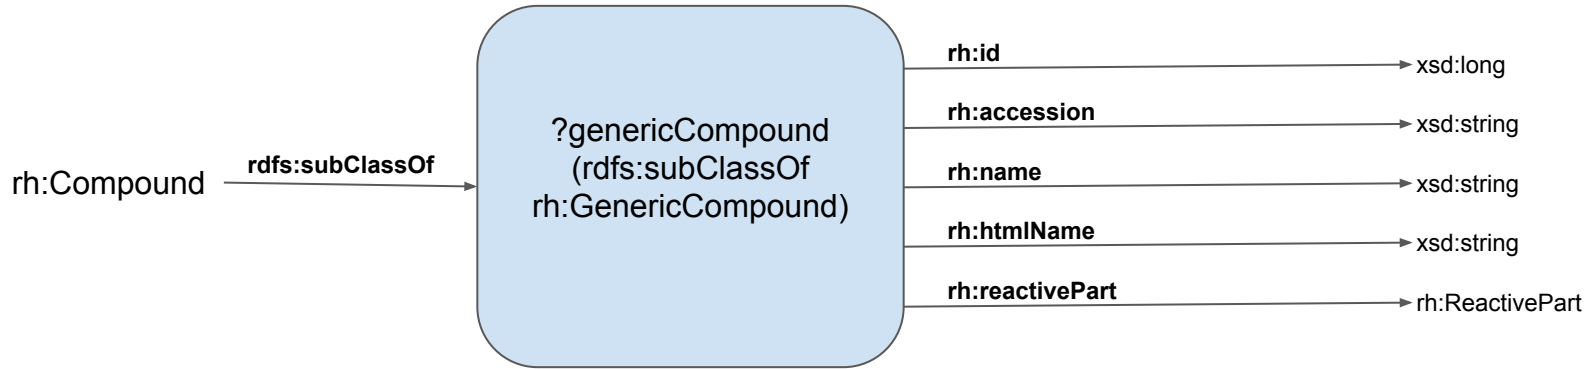 rh:Compound
rdfs:subClassOf
?genericCompound
(rdfs:subClassOf
rh:GenericCompound)
rh:id
xsd:long
rh:accession
xsd:string
rh:name
xsd:string
rh:htmlName
xsd:string
rh:reactivePart
rh:ReactivePart